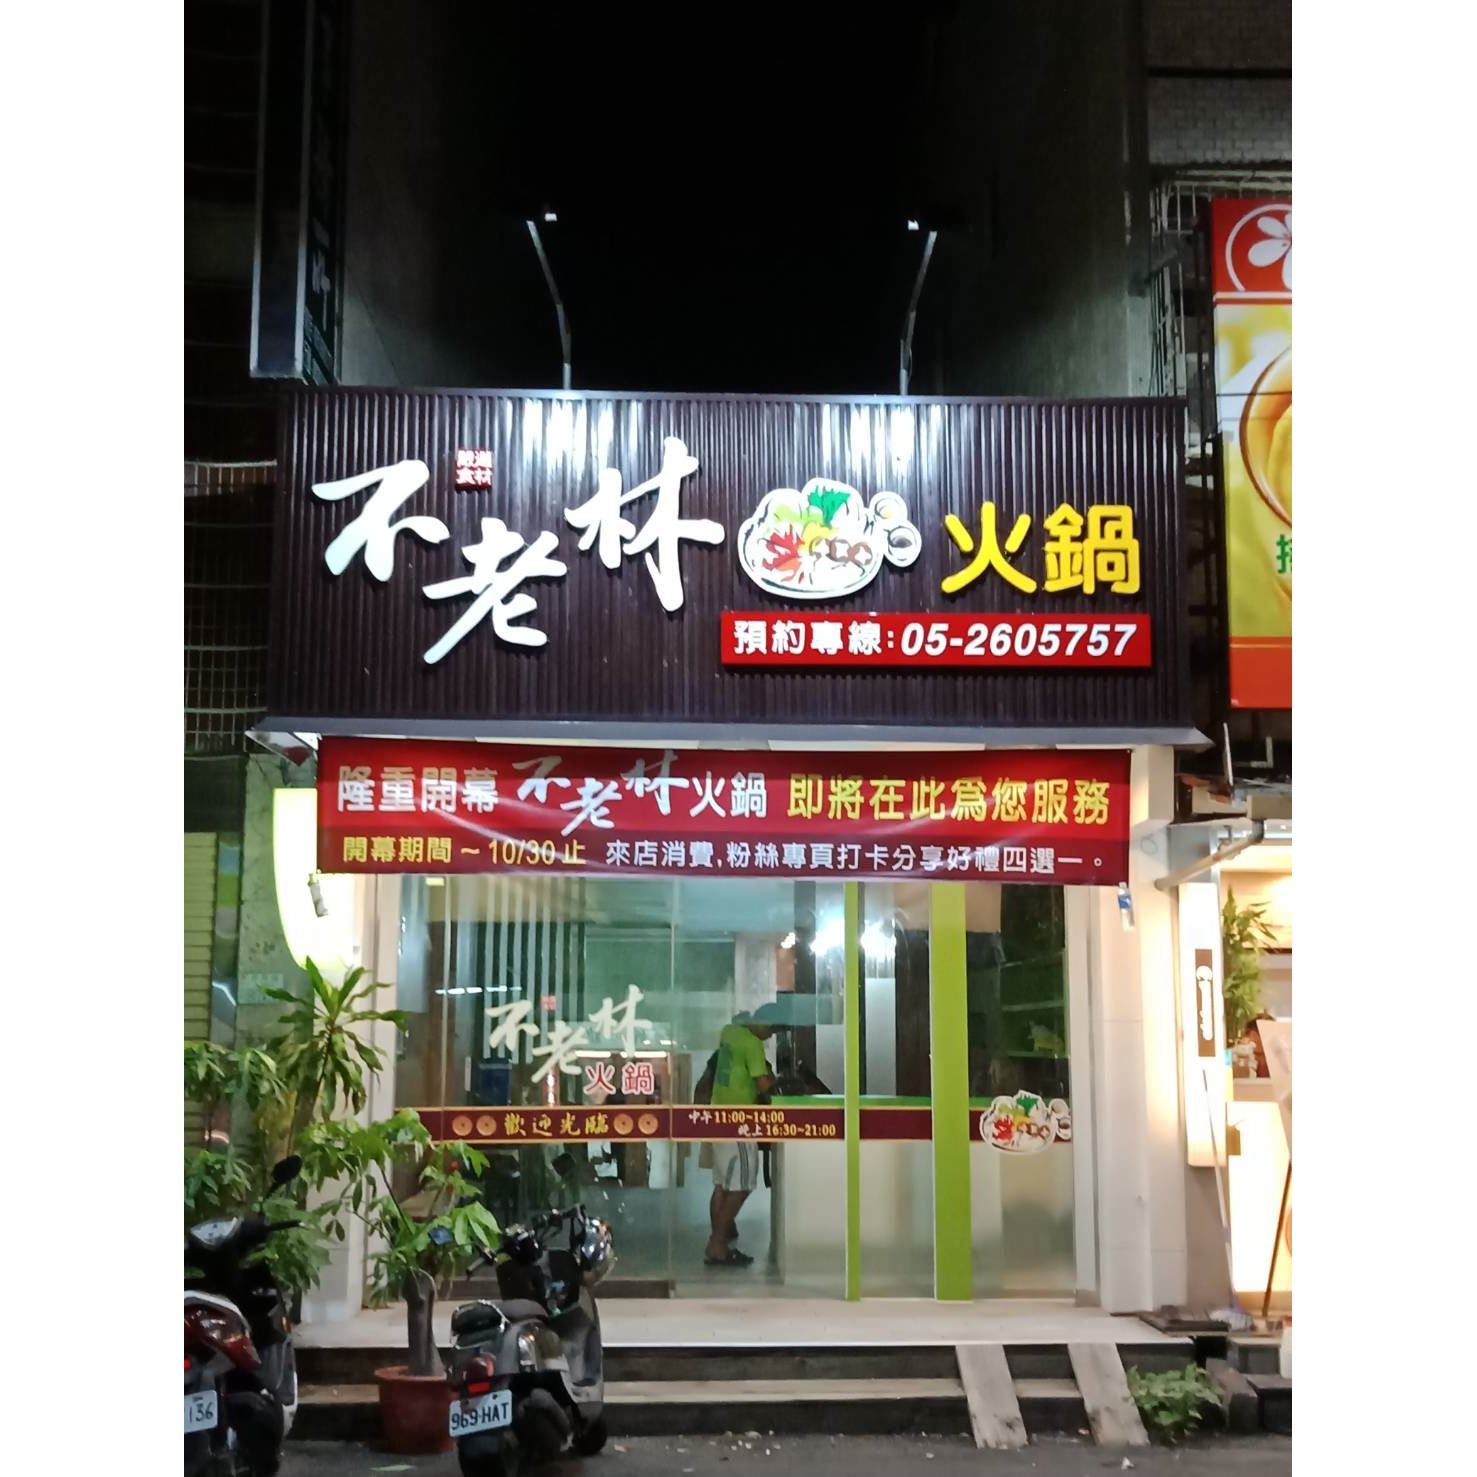 嚴選
食材
不老林
火鍋
預約專線:05-2605757
隆重開幕 不老林火鍋 即將在此為您服務
開幕期間~10/30止 來店消費,粉絲專頁打卡分享好禮四選一。
不老林
火鍋
歡迎光臨
中午11:00~14:00
晚上16:30~21:00
136
969-HAT